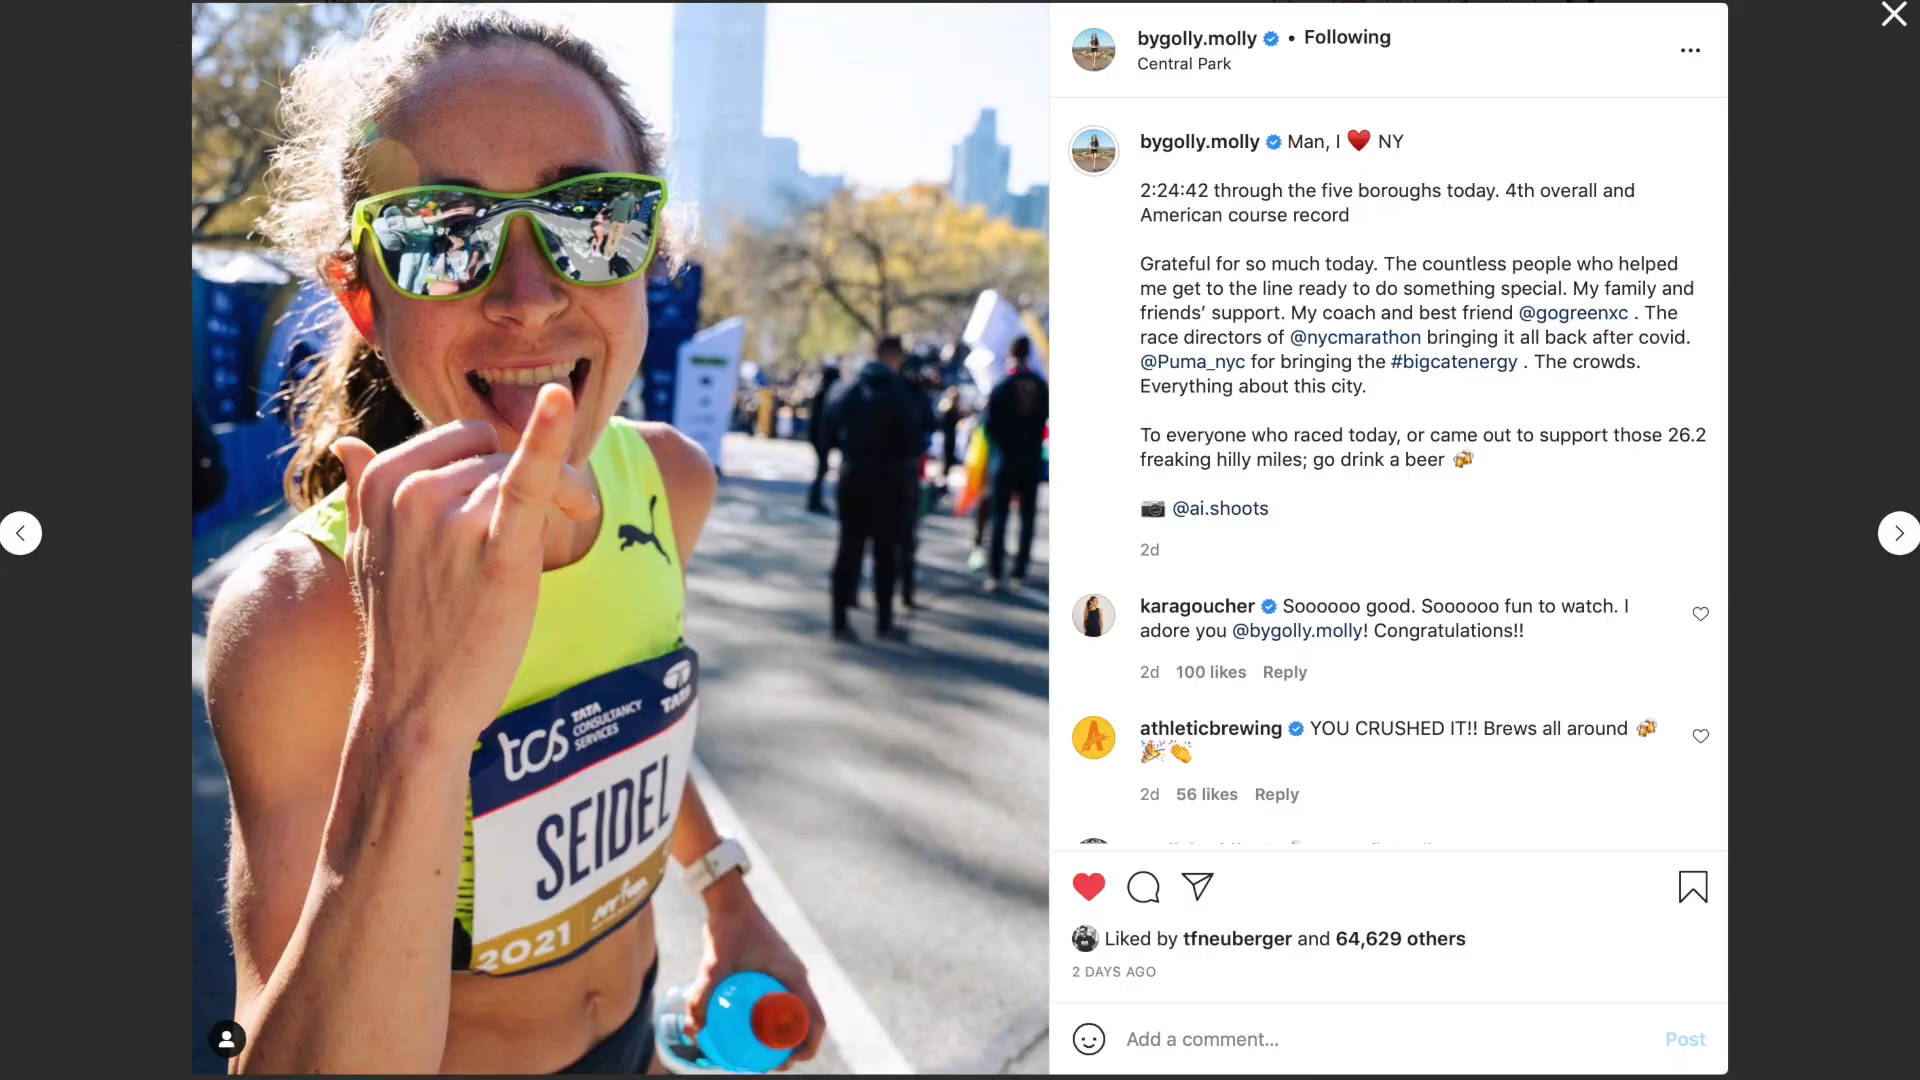 bygolly.molly • Following
Central Park
bygolly.molly Man, I ❤️ NY
2:24:42 through the five boroughs today. 4th overall and
American course record
Grateful for so much today. The countless people who helped
me get to the line ready to do something special. My family and
friends’ support. My coach and best friend @gogreenxc . The
race directors of @nycmarathon bringing it all back after covid.
@Puma_nyc for bringing the #bigcatenergy . The crowds.
Everything about this city.
To everyone who raced today, or came out to support those 26.2
freaking hilly miles; go drink a beer 🍻
📷 @ai.shoots
2d
karagoucher Soooooo good. Soooooo fun to watch. I
adore you @bygolly.molly! Congratulations!!
2d 100 likes Reply
athleticbrewing YOU CRUSHED IT!! Brews all around 🍻
🎉👏
2d 56 likes Reply
Liked by tfneuberger and 64,629 others
2 DAYS AGO
Add a comment...
Post
tcs TATA
CONSULTANCY
SERVICES
TATA
SEIDEL
2021